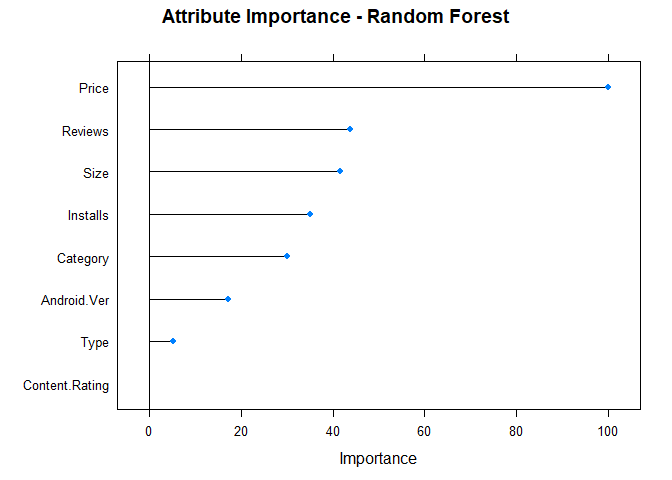 Attribute Importance - Random Forest
Price
Reviews
Size
Installs
Category
Android.Ver
Type
Content.Rating
0 20 40 60 80 100
Importance